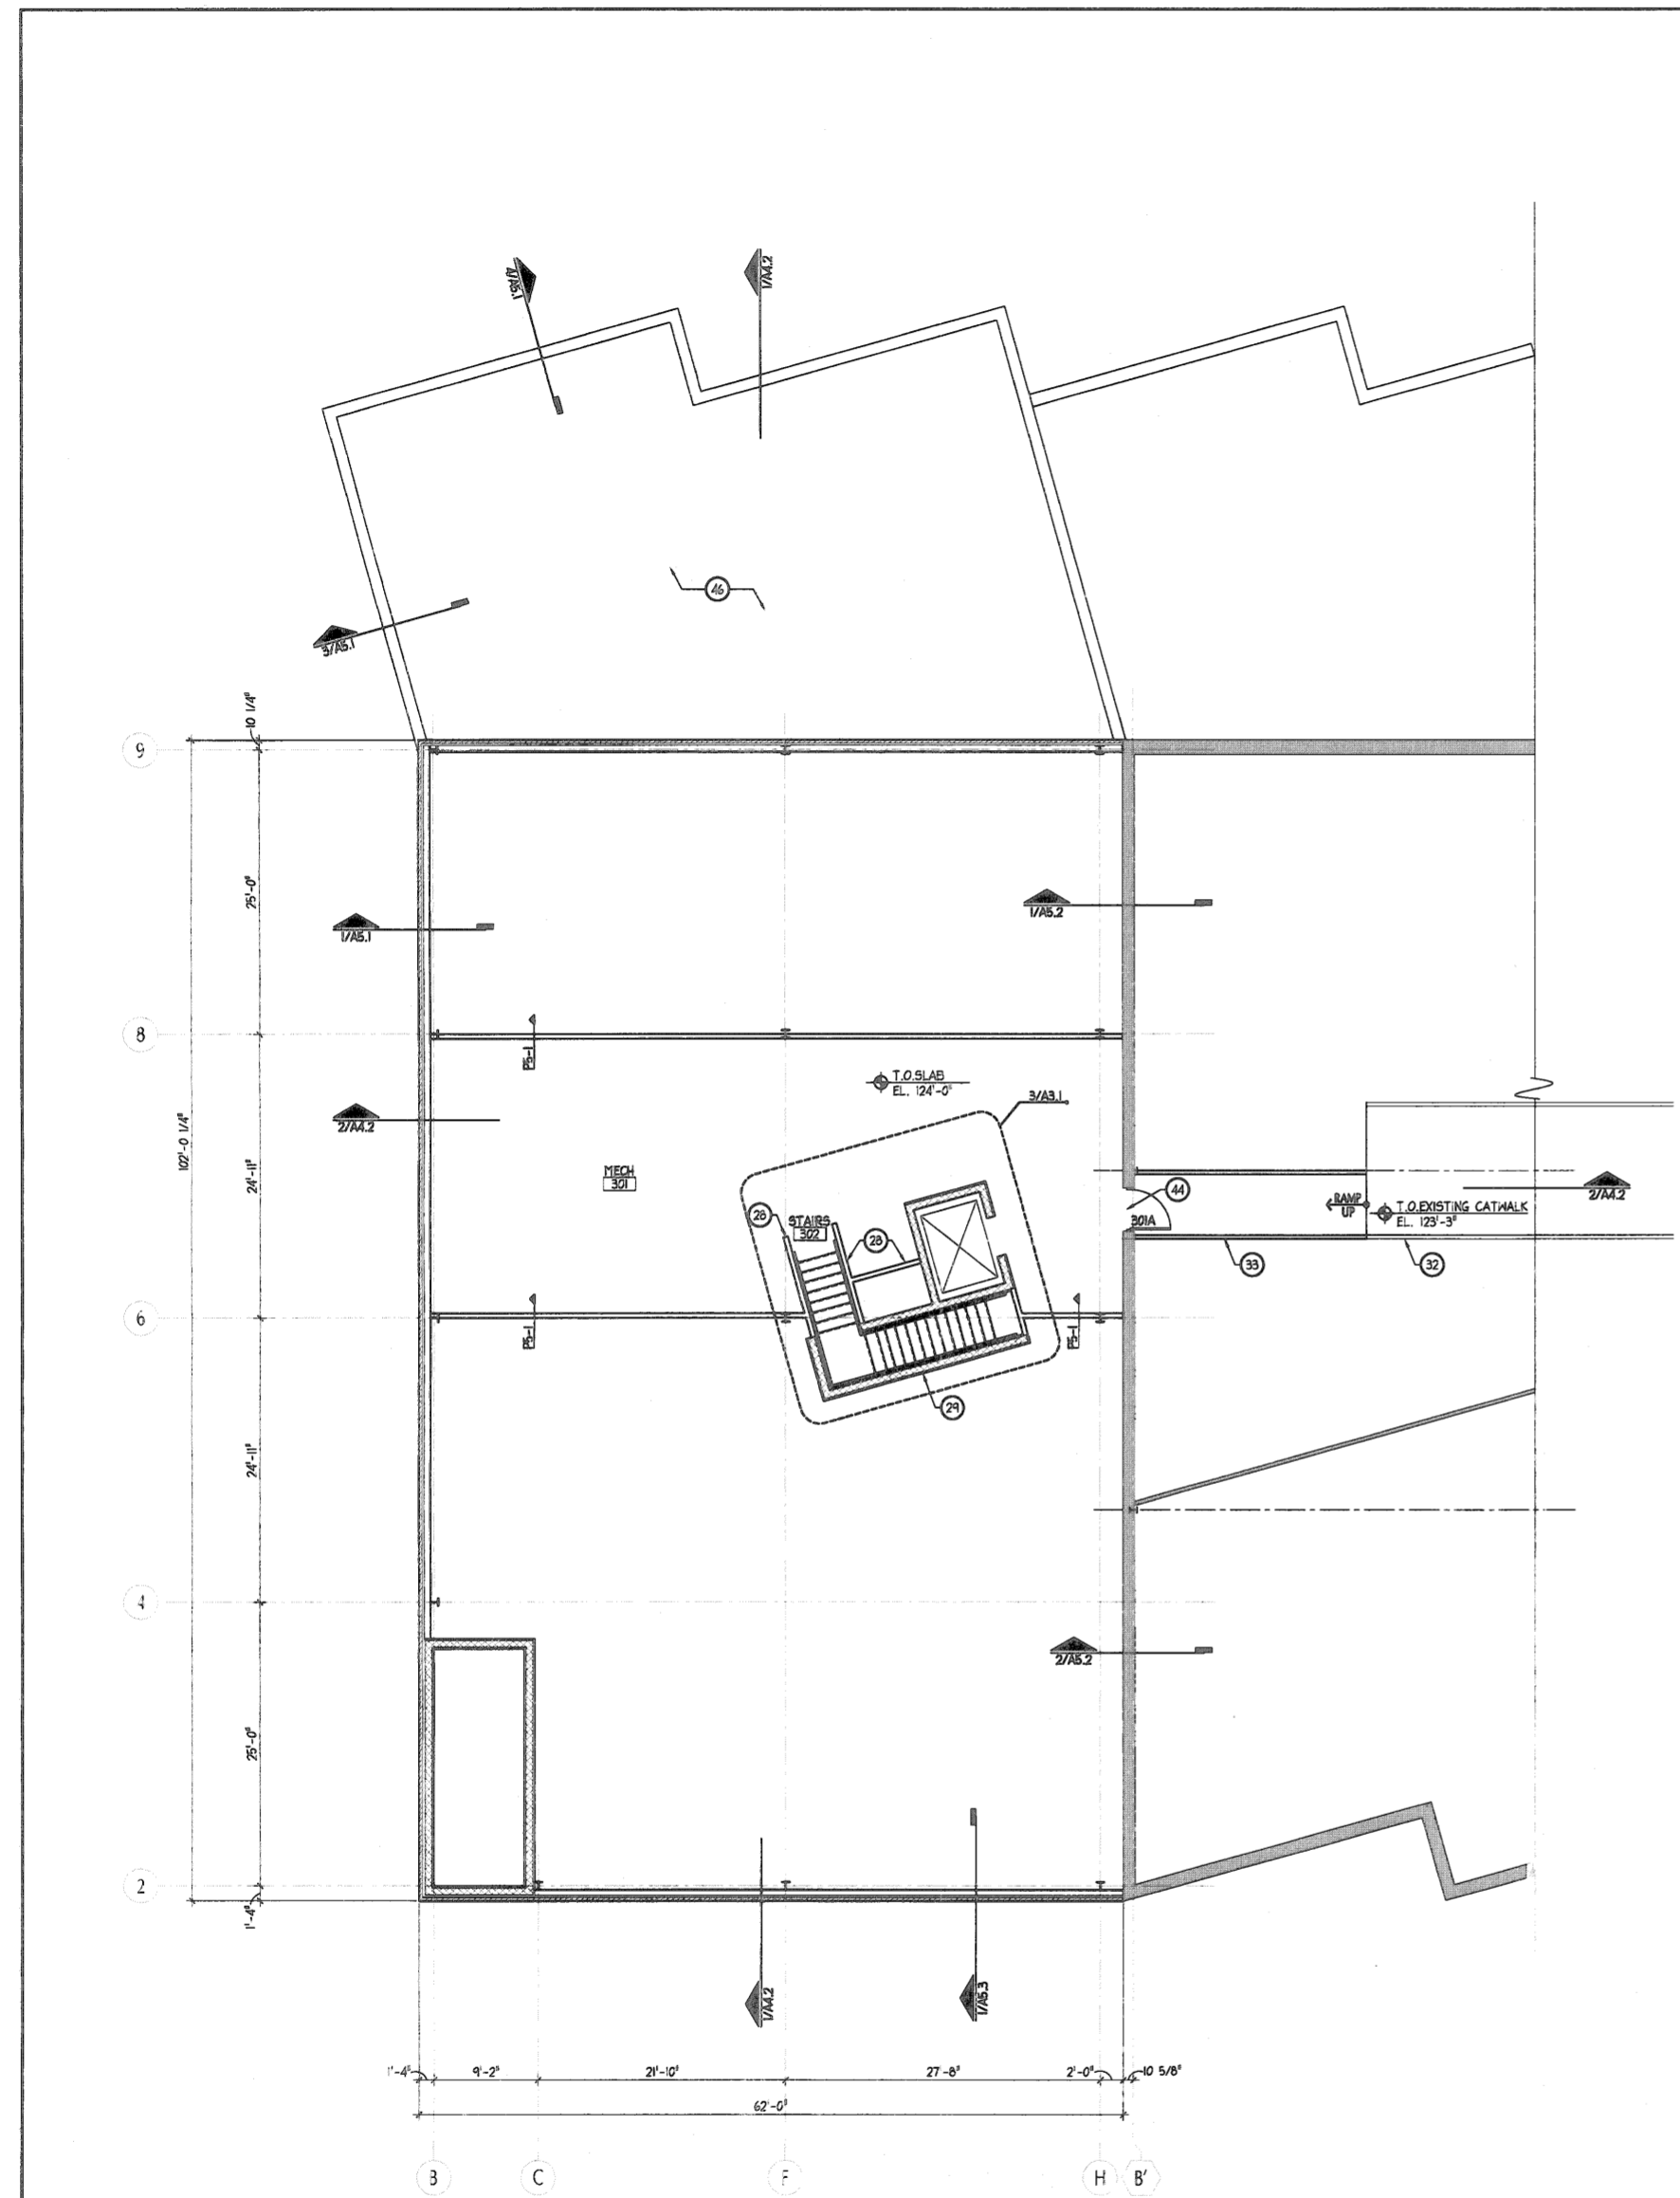 4/A5.1
1/A4.2
46
3/A5.1
10 1/4"
9
25'-0"
1/A5.1
1/A5.2
8
P5-1
T.O.SLAB
EL. 124'-0"
3/A3.1
2/A4.2
102'-0 1/4"
24'-11"
MECH
301
44
2/A4.2
28
STAIRS
302
28
301A
RAMP
UP
T.O.EXISTING CATWALK
EL. 123'-3"
33
32
6
P5-1
P5-1
29
24'-11"
4
2/A5.2
25'-0"
2
1'-4"
1/A4.2
1/A5.3
1'-4"
9'-2"
21'-10"
27'-8"
2'-0"
10 5/8"
62'-0"
B
C
F
H
B'